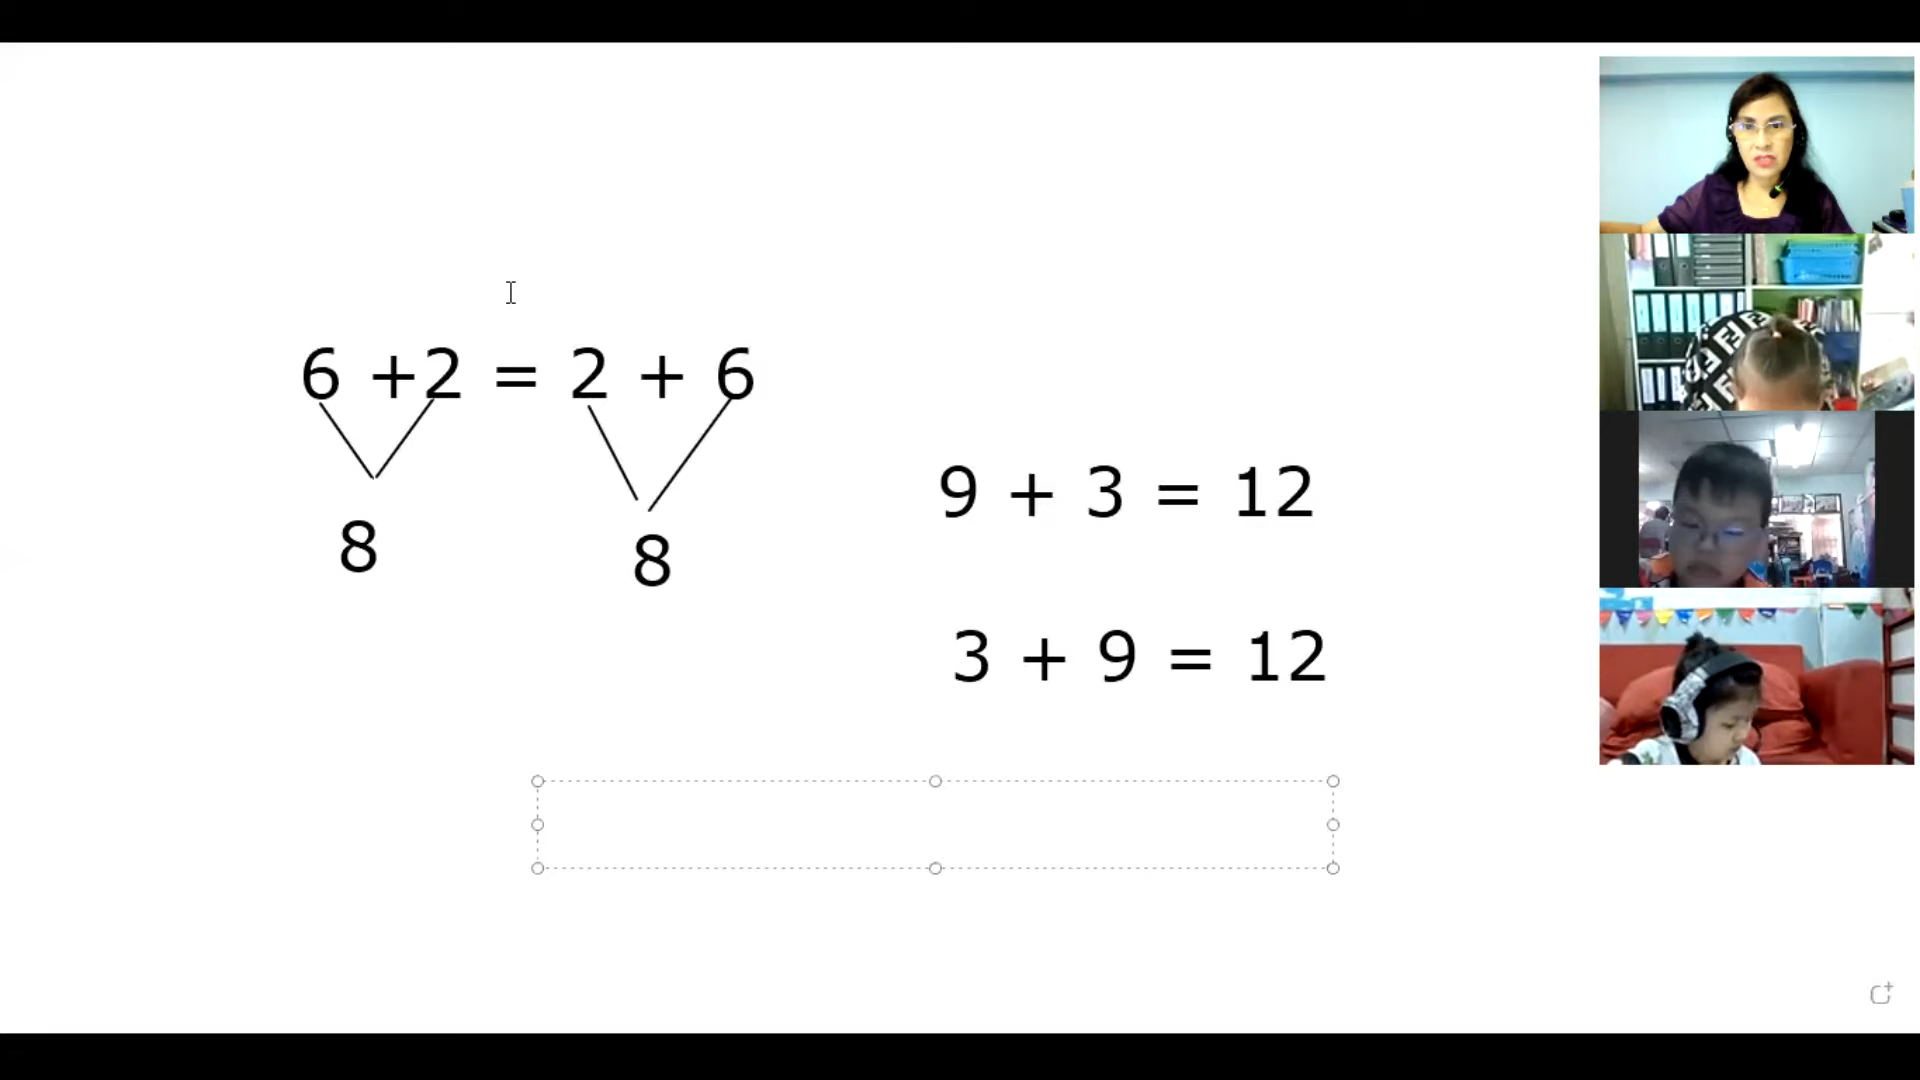 6 +2 = 2 + 6
8 8
9 + 3 = 12
3 + 9 = 12